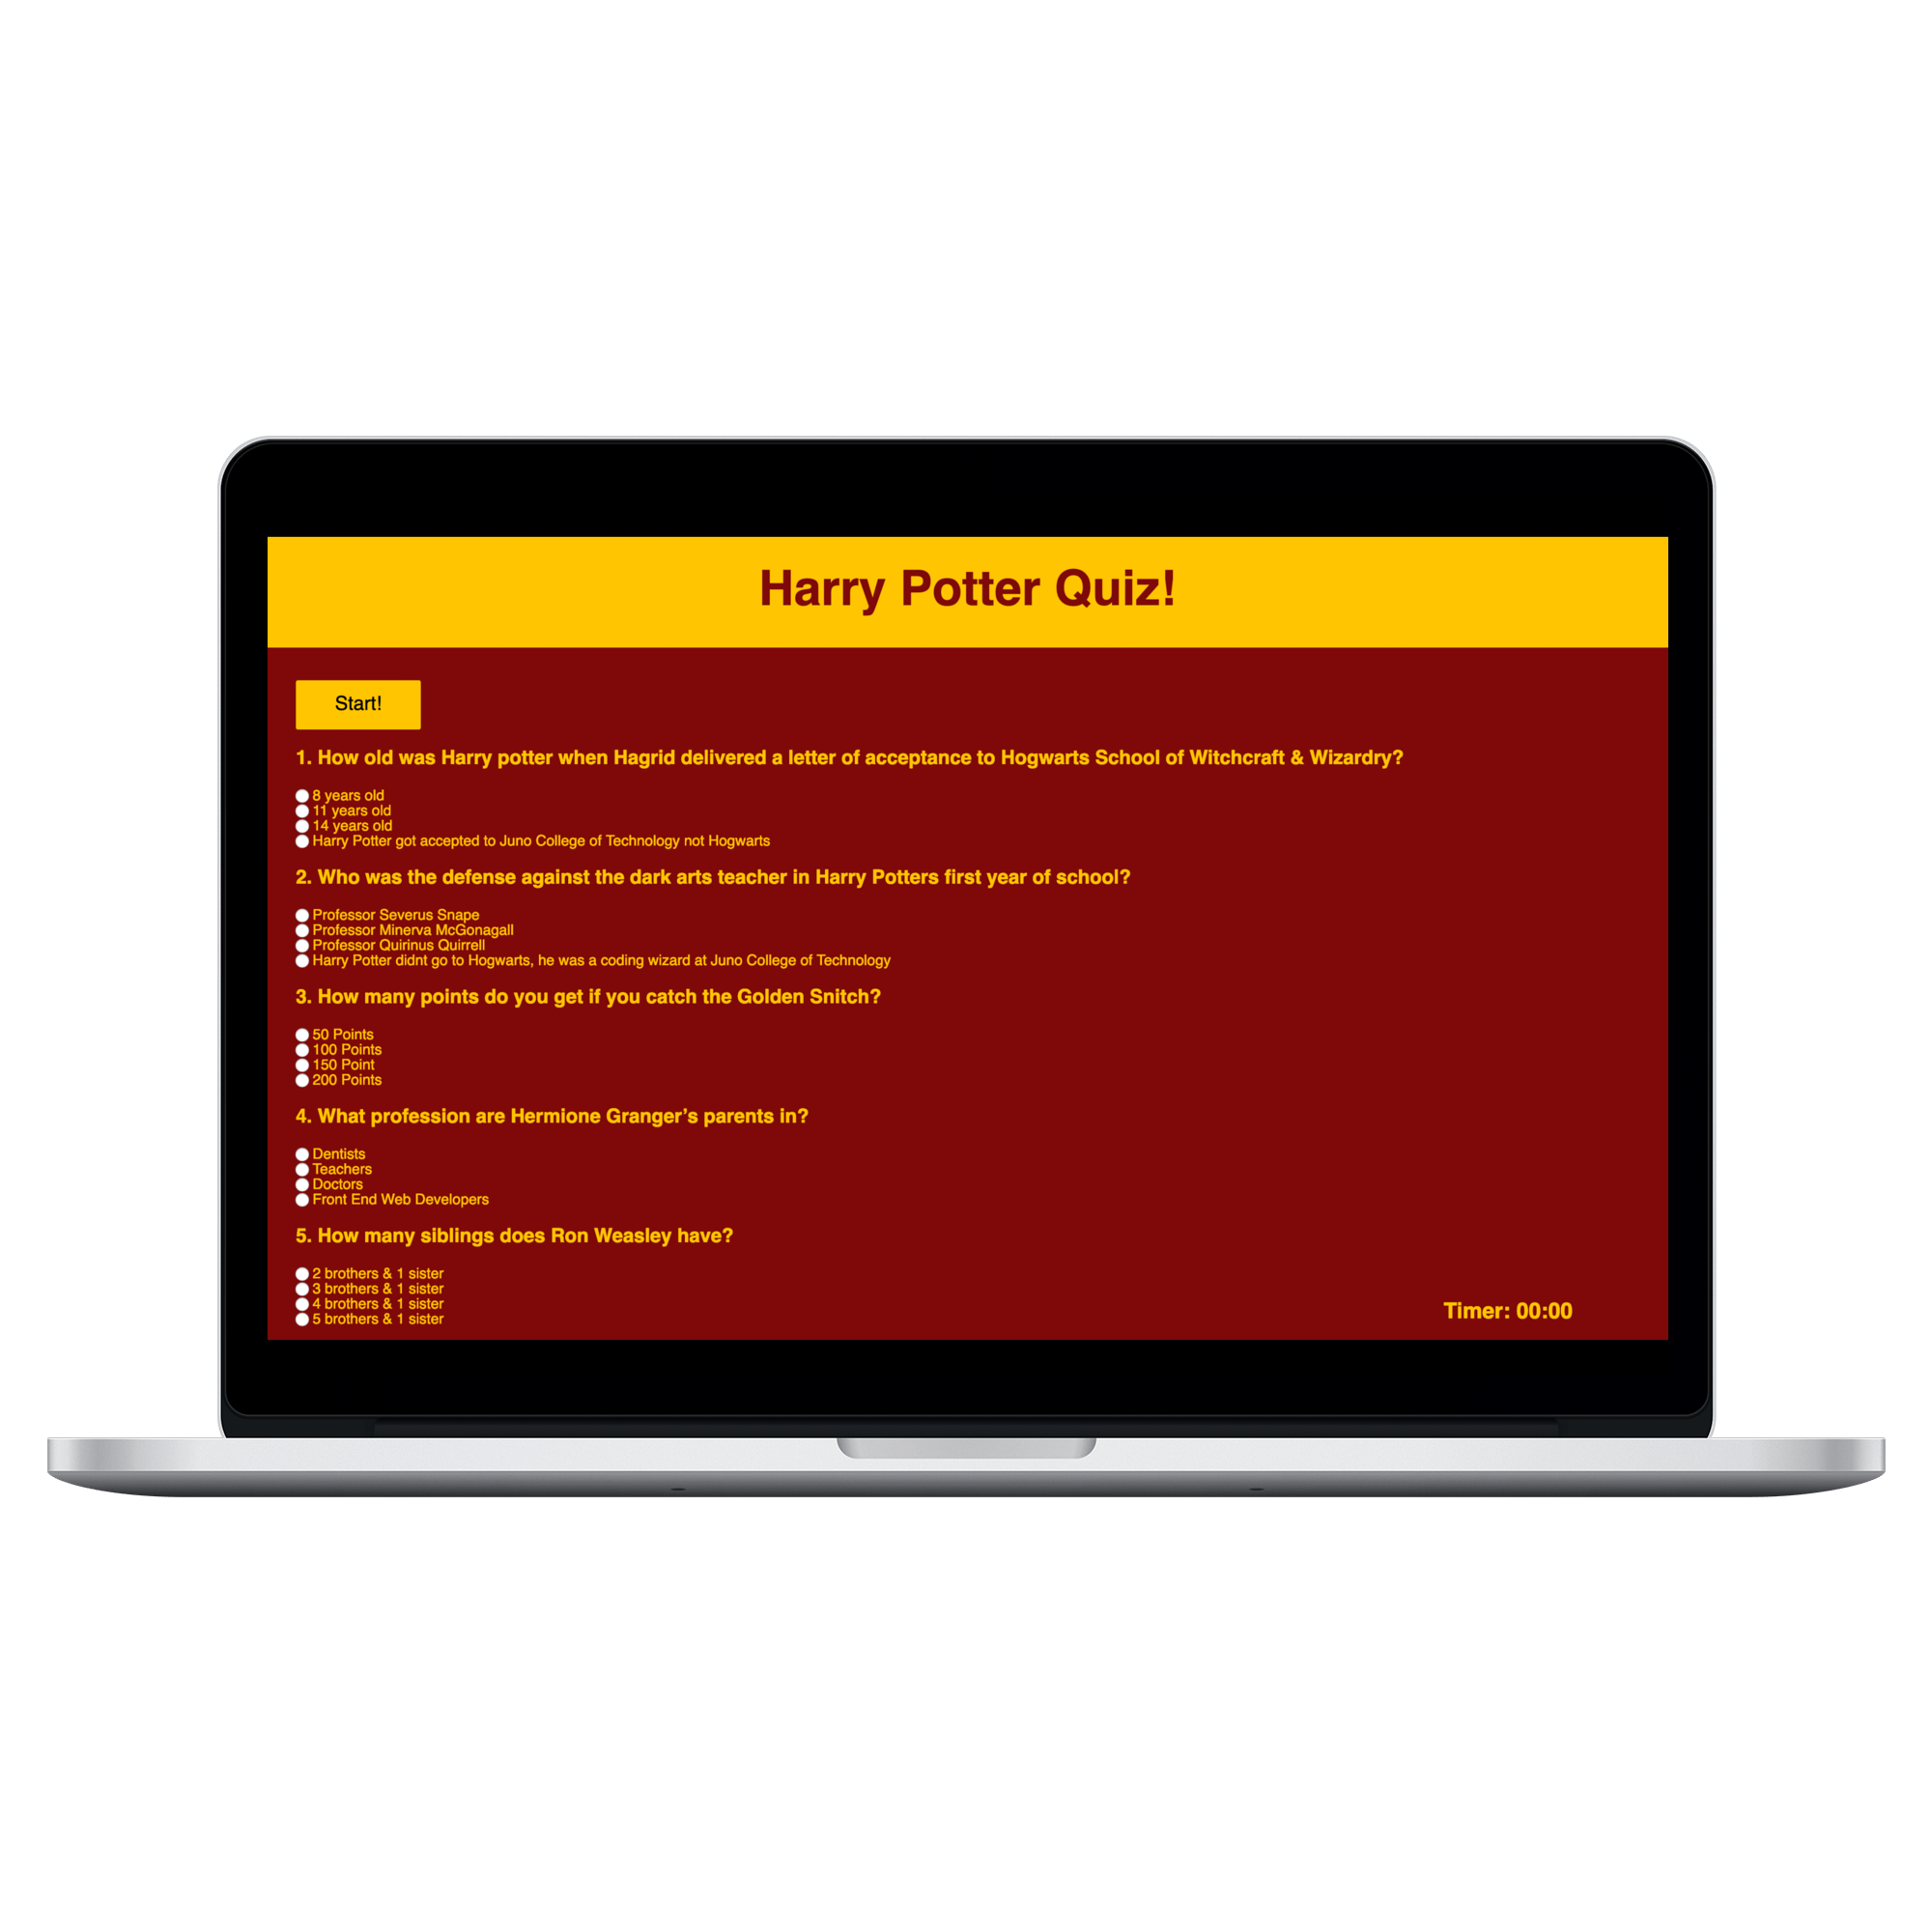 Harry Potter Quiz!
Start!
1. How old was Harry potter when Hagrid delivered a letter of acceptance to Hogwarts School of Witchcraft & Wizardry?
8 years old
11 years old
14 years old
Harry Potter got accepted to Juno College of Technology not Hogwarts
2. Who was the defense against the dark arts teacher in Harry Potters first year of school?
Professor Severus Snape
Professor Minerva McGonagall
Professor Quirinus Quirrell
Harry Potter didnt go to Hogwarts, he was a coding wizard at Juno College of Technology
3. How many points do you get if you catch the Golden Snitch?
50 Points
100 Points
150 Point
200 Points
4. What profession are Hermione Granger’s parents in?
Dentists
Teachers
Doctors
Front End Web Developers
5. How many siblings does Ron Weasley have?
2 brothers & 1 sister
3 brothers & 1 sister
4 brothers & 1 sister
5 brothers & 1 sister
Timer: 00:00